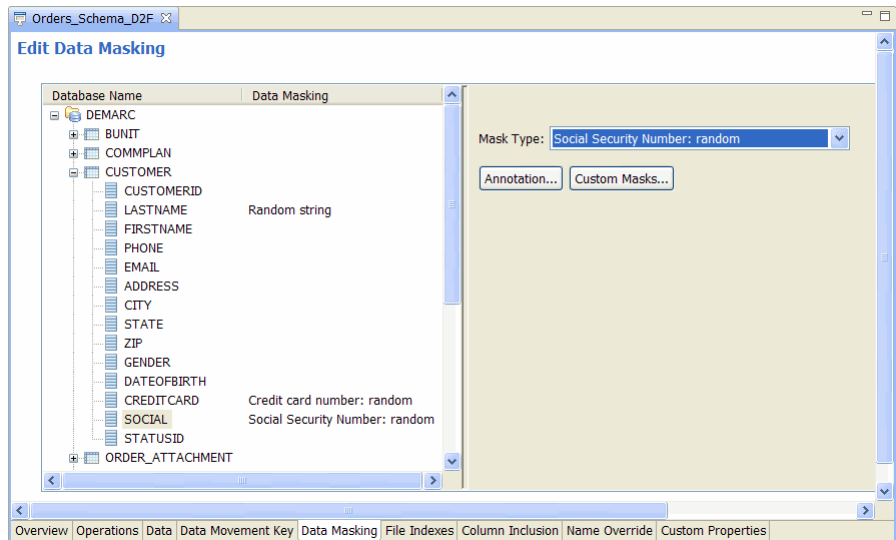 Orders_Schema_D2F
Edit Data Masking
Database Name Data Masking
DEMARC
BUNIT
COMMPLAN
CUSTOMER
CUSTOMERID
LASTNAME Random string
FIRSTNAME
PHONE
EMAIL
ADDRESS
CITY
STATE
ZIP
GENDER
DATEOFBIRTH
CREDITCARD Credit card number: random
SOCIAL Social Security Number: random
STATUSID
ORDER_ATTACHMENT
Mask Type: Social Security Number: random
Annotation... Custom Masks...
Overview Operations Data Data Movement Key Data Masking File Indexes Column Inclusion Name Override Custom Properties